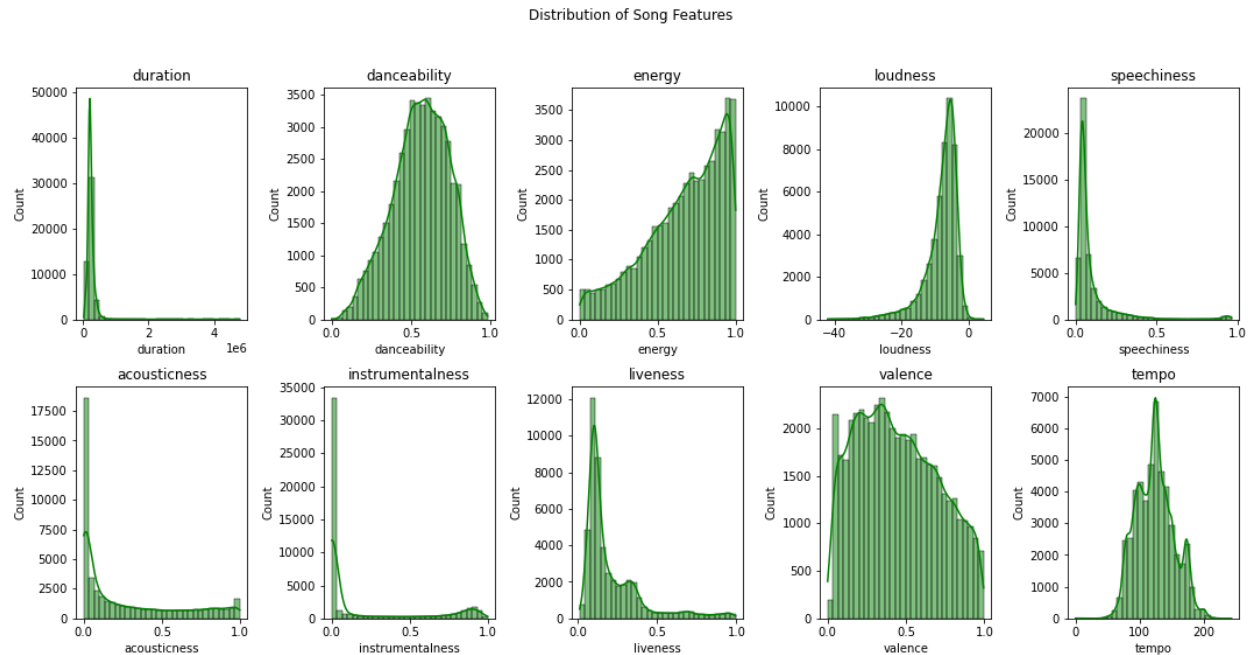 Distribution of Song Features
duration
50000
40000
30000
20000
10000
0
Count
0 2 4
1e6
duration
danceability
3500
3000
2500
2000
1500
1000
500
0
Count
0.0 0.5 1.0
danceability
energy
3500
3000
2500
2000
1500
1000
500
0
Count
0.0 0.5 1.0
energy
loudness
10000
8000
6000
4000
2000
0
Count
−40 −20 0
loudness
speechiness
20000
15000
10000
5000
0
Count
0.0 0.5 1.0
speechiness
acousticness
17500
15000
12500
10000
7500
5000
2500
0
Count
0.0 0.5 1.0
acousticness
instrumentalness
35000
30000
25000
20000
15000
10000
5000
0
Count
0.0 0.5 1.0
instrumentalness
liveness
12000
10000
8000
6000
4000
2000
0
Count
0.0 0.5 1.0
liveness
valence
2000
1500
1000
500
0
Count
0.0 0.5 1.0
valence
tempo
7000
6000
5000
4000
3000
2000
1000
0
Count
0 100 200
tempo